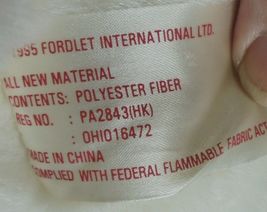 1995 FORDLET INTERNATIONAL LTD.
ALL NEW MATERIAL
CONTENTS: POLYESTER FIBER
REG NO. : PA2843(HK)
: OHIO16472
MADE IN CHINA
COMPLIED WITH FEDERAL FLAMMABLE FABRIC ACT